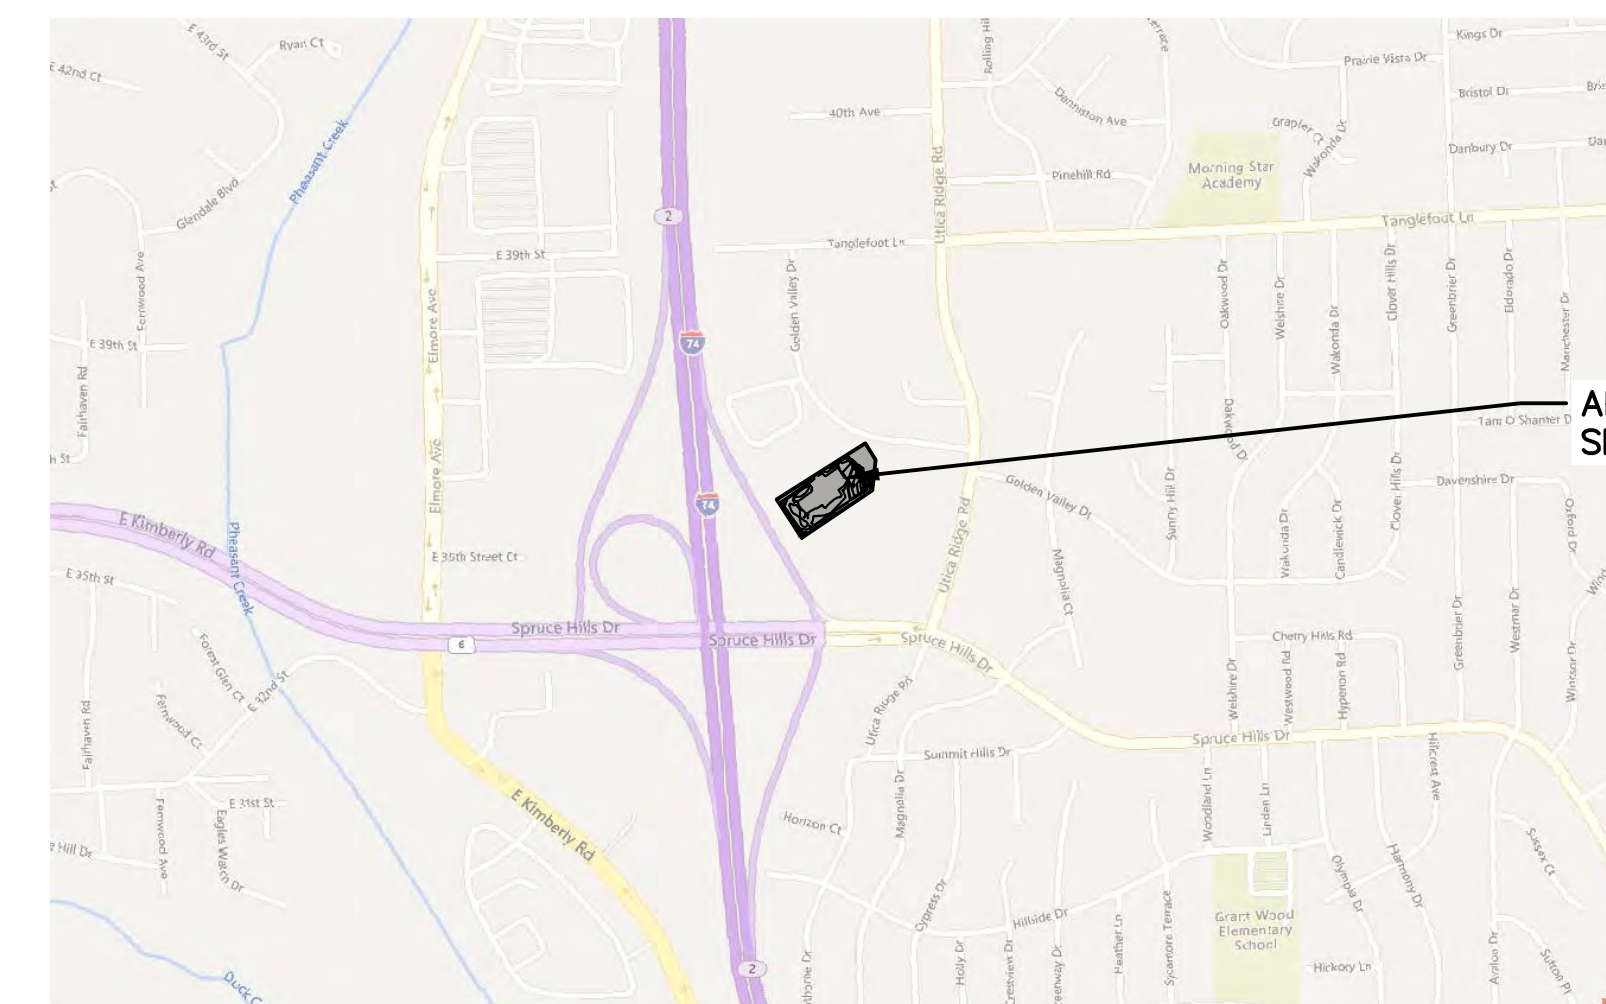 E 43rd St
Ryan Ct
E 42nd Ct
Pheasant Creek
Glendale Blvd
Fernwood Ave
E 39th St
Fairhaven Rd
Elmore Ave
E 39th St
2
74
74
40th Ave
Utica Ridge Rd
Tanglefoot Ln
Golden Valley Dr
Denniston Ave
Pinehill Rd
Morning Star
Academy
Grapler Ct
Wakonda Dr
Kings Dr
Prairie Vista Dr
Bristol Dr
Danbury Dr
Tanglefoot Ln
Oakwood Dr
Welshire Dr
Wakonda Dr
Clover Hills Dr
Greenbrier Dr
Eldorado Dr
Manchester Dr
Oakwood Dr
Tam O Shanter D
Elmore Ave
E Kimberly Rd
Pheasant Creek
E 35th St
E 35th Street Ct
Golden Valley Dr
Sunny Hill Dr
Utica Ridge Rd
Magnolia Ct
Wakonda Dr
Candlewick Dr
Clover Hills Dr
Davenshire Dr
Oxford Dr
Spruce Hills Dr
Spruce Hills Dr
Spruce Hills Dr
6
Forest Glen Ct
E 32nd St
Fernwood Ct
Fairhaven Rd
Cherry Hills Rd
Welshire Dr
Westwood Rd
Hyperion Rd
Greenbrier Dr
Westmar Dr
Windsor Dr
Utica Ridge Rd
Summit Hills Dr
Spruce Hills Dr
Hillcrest Ave
E 31st St
Fernwood Ave
Eagles Watch Dr
E Kimberly Rd
Horizon Ct
Magnolia Dr
Woodland Ln
Linden Ln
Olympia Dr
Harmony Dr
Sussex Ct
Cypress Dr
Hillside Dr
Holly Dr
Heather Ln
Sycamore Terrace
Grant Wood
Elementary
School
Hickory Ln
Avalon Dr
Sutton Pl
2